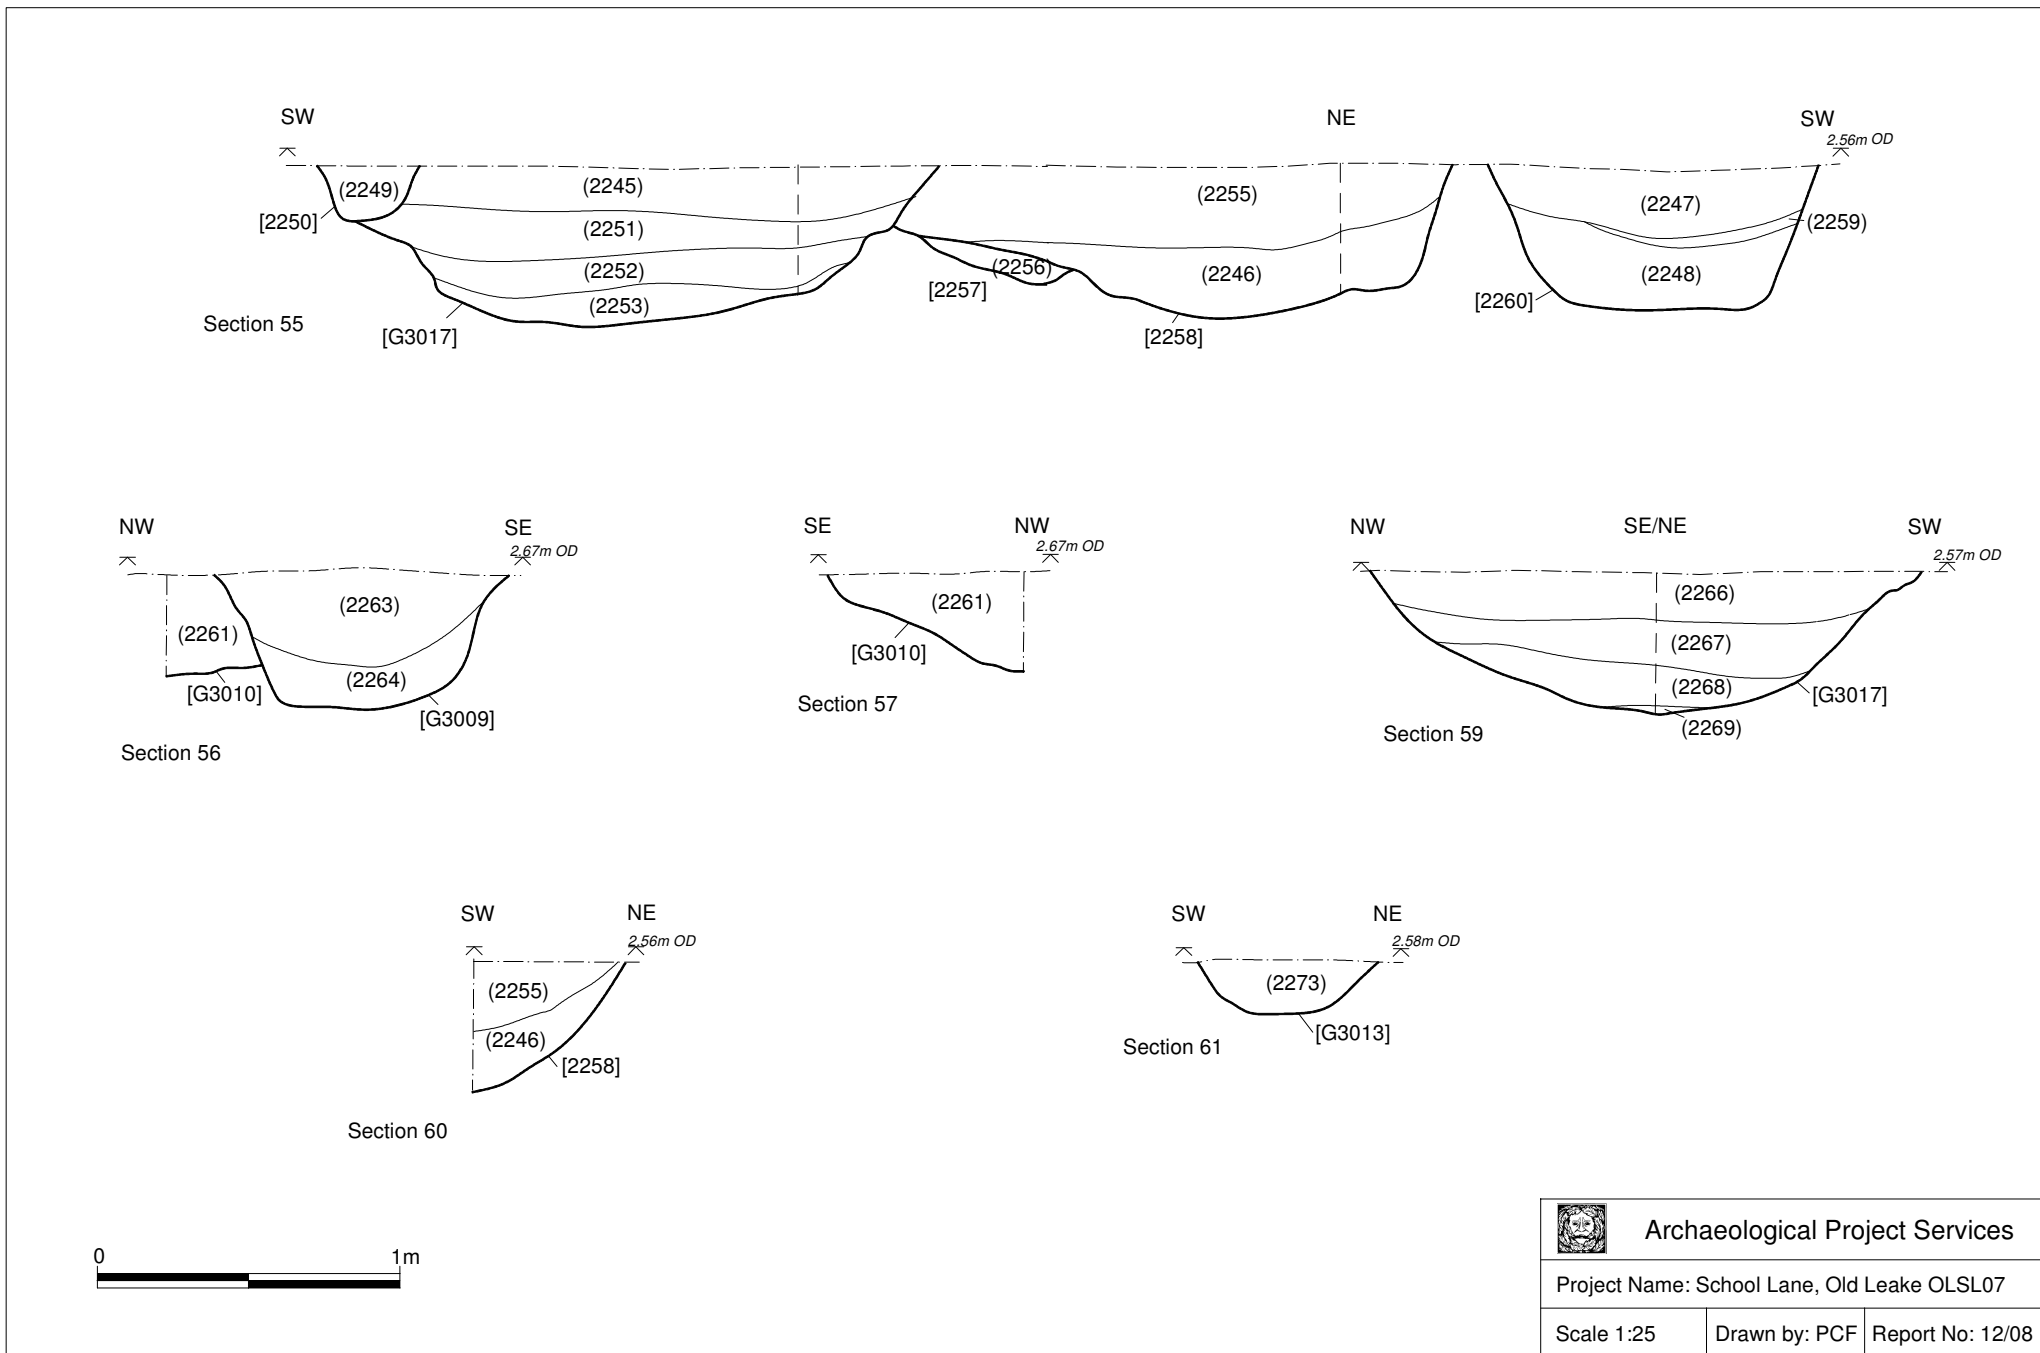 SW
NE
SW
2.56m OD
(2249)
(2245)
(2255)
(2247)
[2250]
(2251)
(2259)
(2252)
(2256)
(2246)
(2248)
[2257]
[2260]
(2253)
Section 55
[G3017]
[2258]
NW
SE
2.67m OD
SE
NW
2.67m OD
NW
SE/NE
SW
2.57m OD
(2263)
(2261)
(2264)
[G3010]
[G3009]
Section 56
(2261)
[G3010]
Section 57
(2266)
(2267)
(2268)
[G3017]
(2269)
Section 59
SW
NE
2.56m OD
(2255)
(2246)
[2258]
Section 60
SW
NE
2.58m OD
(2273)
[G3013]
Section 61
0
1m
Archaeological Project Services
Project Name: School Lane, Old Leake OLSL07
Scale 1:25
Drawn by: PCF
Report No: 12/08